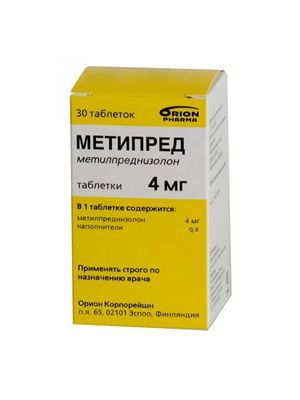 30 таблеток
ORION
PHARMA
МЕТИПРЕД
метилпреднизолон
таблетки 4 мг
В 1 таблетке содержится:
метилпреднизолон 4 мг
наполнители q.s.
Применять строго по
назначению врача
Орион Корпорейшн
п.я. 65, 02101 Эспоо, Финляндия